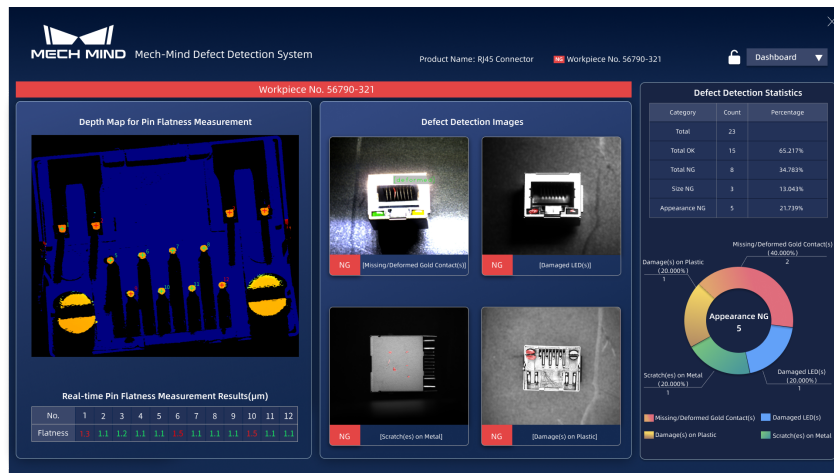 MECH MIND Mech-Mind Defect Detection System
Product Name: RJ45 Connector
NG Workpiece No. 56790-321
Dashboard
Workpiece No. 56790-321
Depth Map for Pin Flatness Measurement
Real-time Pin Flatness Measurement Results(μm)
No. 1 2 3 4 5 6 7 8 9 10 11 12
Flatness 1.3 1.1 1.2 1.1 1.1 1.5 1.1 1.1 1.1 1.5 1.1 1.1
Defect Detection Images
NG [Missing/Deformed Gold Contact(s)]
NG [Damaged LED(s)]
NG [Scratch(es) on Metal]
NG [Damage(s) on Plastic]
Defect Detection Statistics
Category Count Percentage
Total 23
Total OK 15 65.217%
Total NG 8 34.783%
Size NG 3 13.043%
Appearance NG 5 21.739%
Missing/Deformed Gold Contact(s)
(40.000%)
2
Damage(s) on Plastic
(20.000%)
1
Appearance NG
5
Scratch(es) on Metal
(20.000%)
1
Damaged LED(s)
(20.000%)
1
Missing/Deformed Gold Contact(s)
Damaged LED(s)
Damage(s) on Plastic
Scratch(es) on Metal